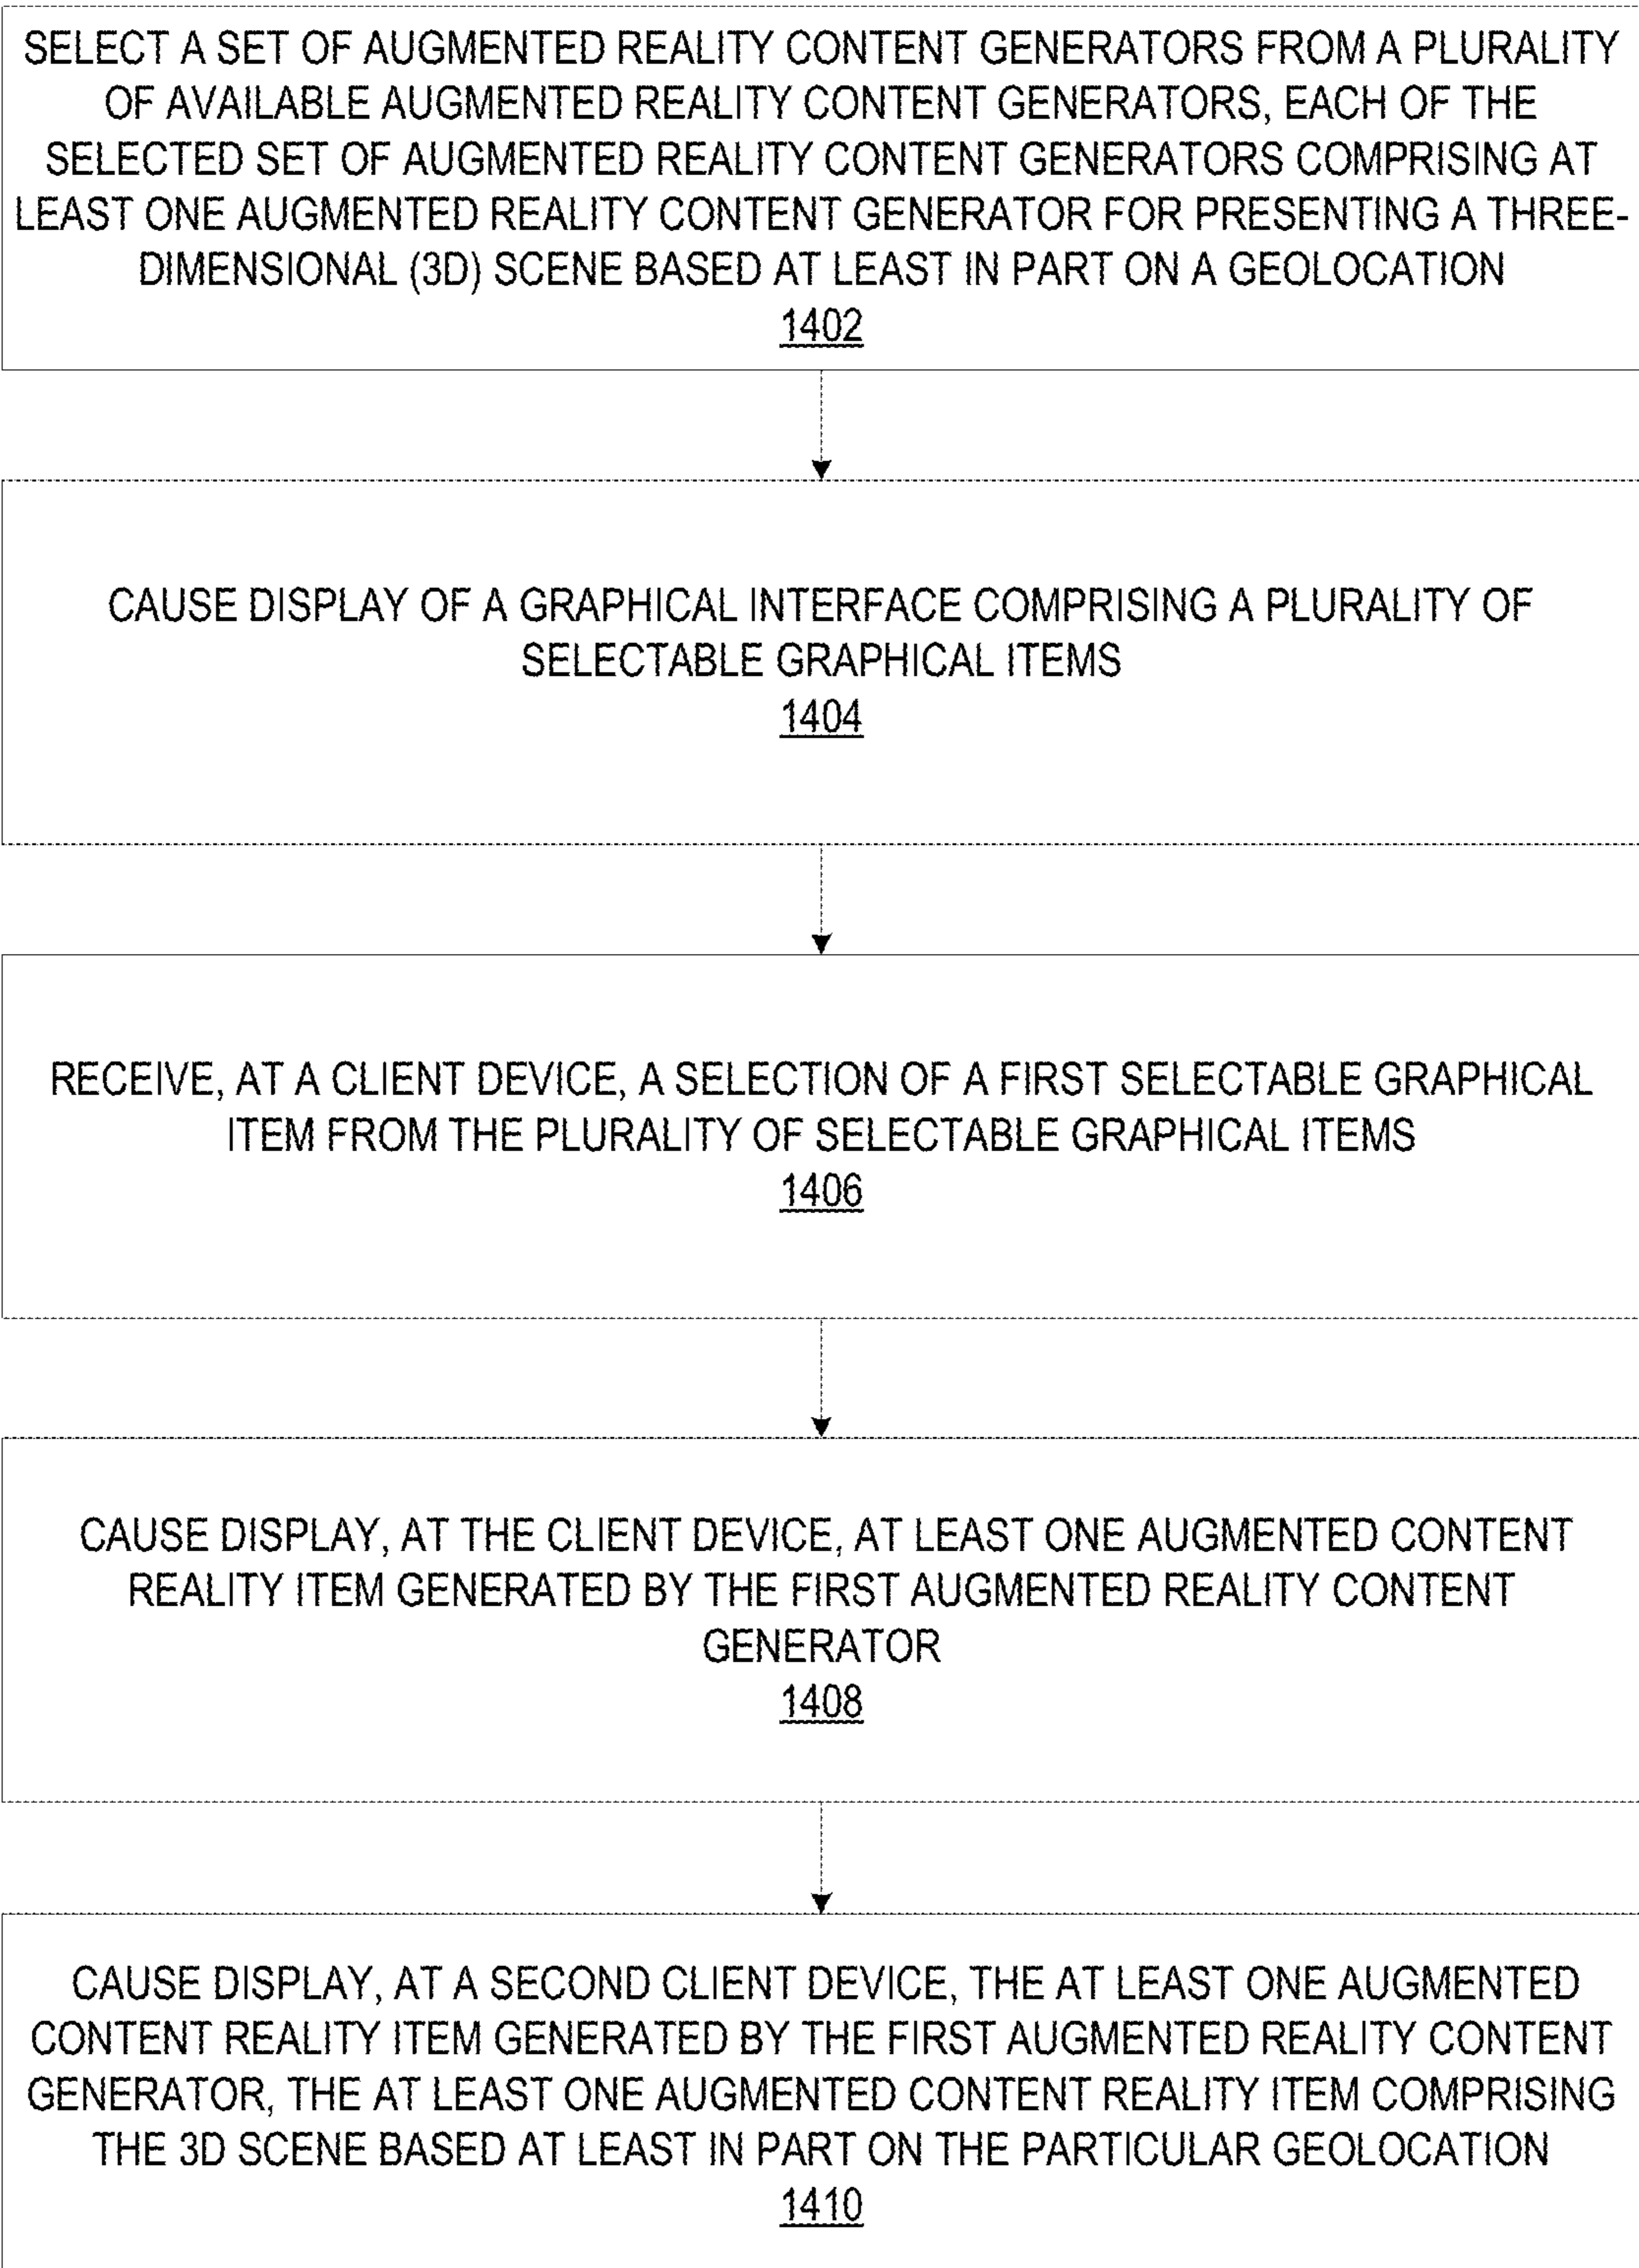 SELECT A SET OF AUGMENTED REALITY CONTENT GENERATORS FROM A PLURALITY
OF AVAILABLE AUGMENTED REALITY CONTENT GENERATORS, EACH OF THE
SELECTED SET OF AUGMENTED REALITY CONTENT GENERATORS COMPRISING AT
LEAST ONE AUGMENTED REALITY CONTENT GENERATOR FOR PRESENTING A THREE-
DIMENSIONAL (3D) SCENE BASED AT LEAST IN PART ON A GEOLOCATION
1402
CAUSE DISPLAY OF A GRAPHICAL INTERFACE COMPRISING A PLURALITY OF
SELECTABLE GRAPHICAL ITEMS
1404
RECEIVE, AT A CLIENT DEVICE, A SELECTION OF A FIRST SELECTABLE GRAPHICAL
ITEM FROM THE PLURALITY OF SELECTABLE GRAPHICAL ITEMS
1406
CAUSE DISPLAY, AT THE CLIENT DEVICE, AT LEAST ONE AUGMENTED CONTENT
REALITY ITEM GENERATED BY THE FIRST AUGMENTED REALITY CONTENT
GENERATOR
1408
CAUSE DISPLAY, AT A SECOND CLIENT DEVICE, THE AT LEAST ONE AUGMENTED
CONTENT REALITY ITEM GENERATED BY THE FIRST AUGMENTED REALITY CONTENT
GENERATOR, THE AT LEAST ONE AUGMENTED CONTENT REALITY ITEM COMPRISING
THE 3D SCENE BASED AT LEAST IN PART ON THE PARTICULAR GEOLOCATION
1410